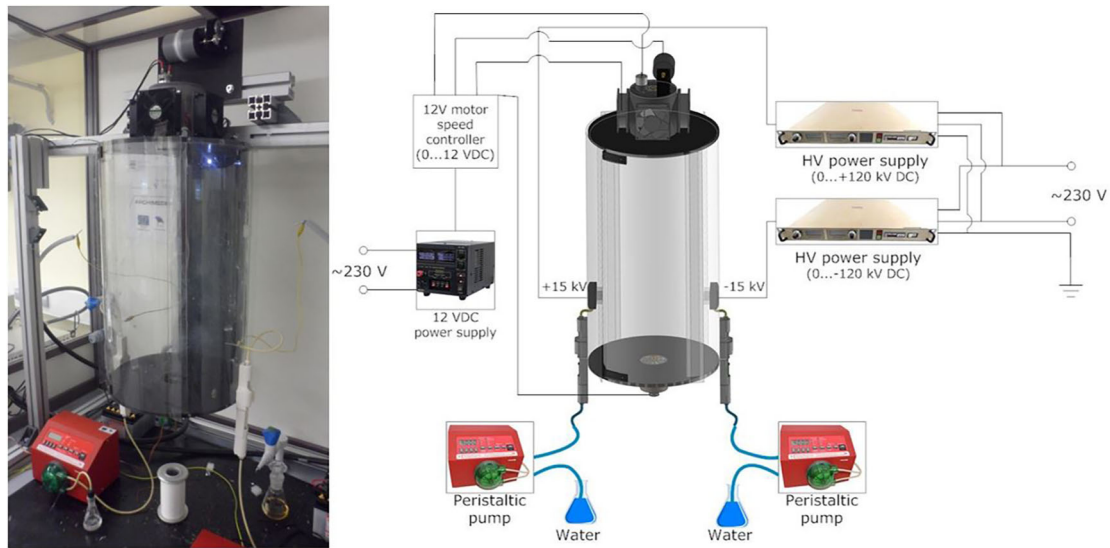 12V motor
speed
controller
(0...12 VDC)
HV power supply
(0...+120 kV DC)
~230 V
HV power supply
(0...-120 kV DC)
~230 V
12 VDC
power supply
+15 kV
-15 kV
Peristaltic
pump
Water
Water
Peristaltic
pump